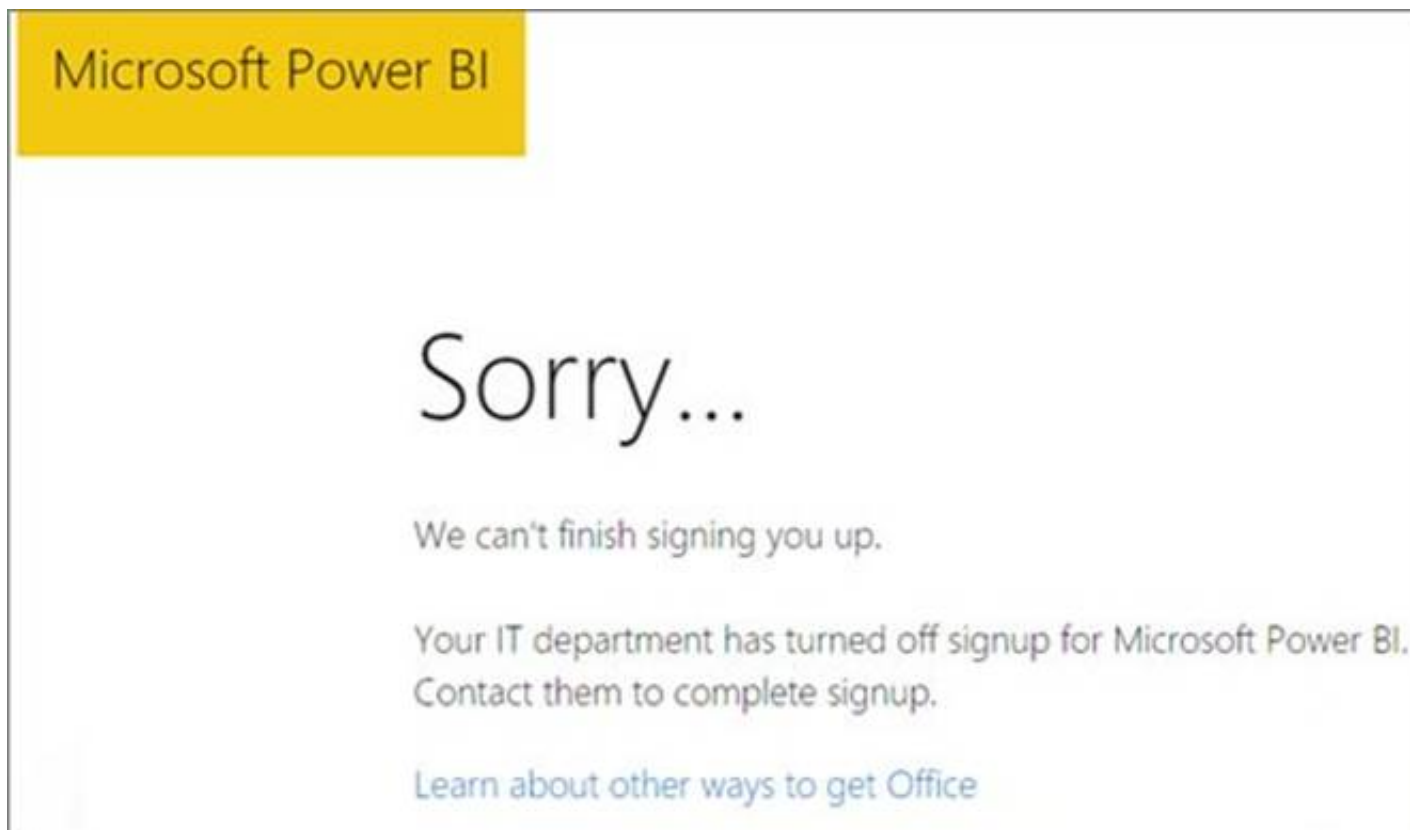 Microsoft Power BI
Sorry...
We can't finish signing you up.
Your IT department has turned off signup for Microsoft Power BI.
Contact them to complete signup.
Learn about other ways to get Office